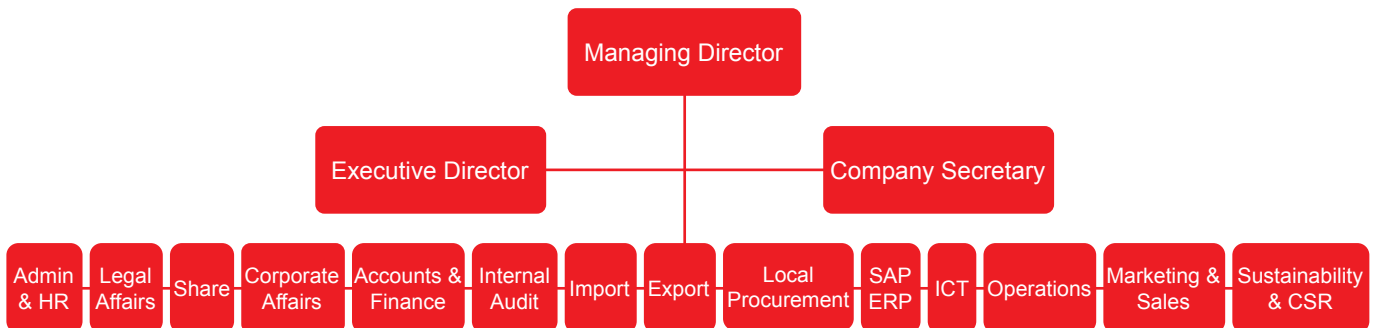 Managing Director
Executive Director
Company Secretary
Admin
& HR
Legal
Affairs
Share
Corporate
Affairs
Accounts &
Finance
Internal
Audit
Import
Export
Local
Procurement
SAP
ERP
ICT
Operations
Marketing &
Sales
Sustainability
& CSR